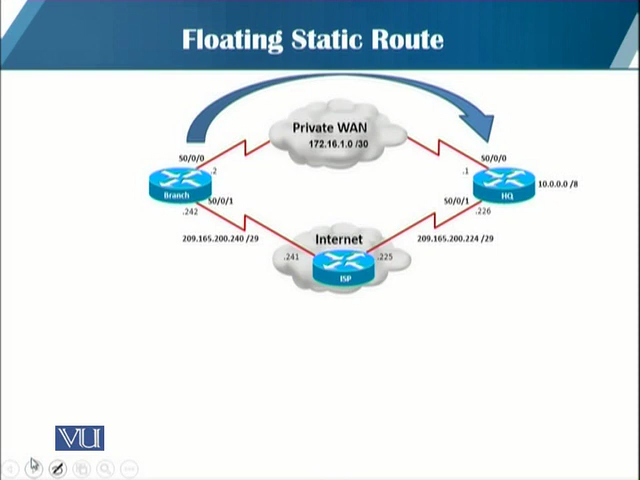 Floating Static Route
Private WAN
172.16.1.0 /30
S0/0/0
S0/0/0
.2
.1
Branch
HQ
10.0.0.0 /8
S0/0/1
S0/0/1
.242
.226
209.165.200.240 /29
Internet
209.165.200.224 /29
.241
.225
ISP
VU